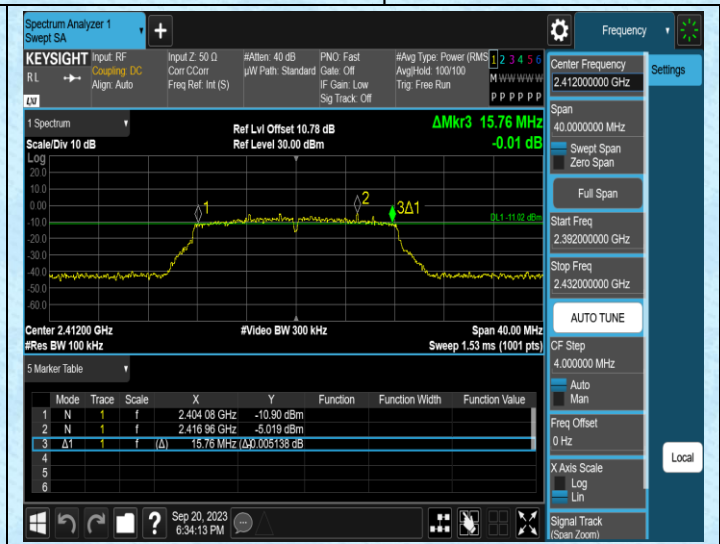 Spectrum Analyzer 1
Swept SA
Frequency
KEYSIGHT
RL
LXI
Input: RF
Coupling: DC
Align: Auto
Input Z: 50 Ω
Corr CCorr
Freq Ref: Int (S)
#Atten: 40 dB
µW Path: Standard
PNO: Fast
Gate: Off
IF Gain: Low
Sig Track: Off
#Avg Type: Power (RMS
Avg|Hold: 100/100
Trig: Free Run
1 2 3 4 5 6
M W W W W W
P P P P P P
1 Spectrum
Scale/Div 10 dB
Ref Lvl Offset 10.78 dB
Ref Level 30.00 dBm
ΔMkr3 15.76 MHz
-0.01 dB
Log
20.0
10.0
0.00
-10.0
-20.0
-30.0
-40.0
-50.0
-60.0
1
2
3Δ1
DL1 -11.02 dBm
Center 2.41200 GHz
#Video BW 300 kHz
Span 40.00 MHz
#Res BW 100 kHz
Sweep 1.53 ms (1001 pts)
5 Marker Table
Mode Trace Scale X Y Function Function Width Function Value
1 N 1 f 2.404 08 GHz -10.90 dBm
2 N 1 f 2.416 96 GHz -5.019 dBm
3 Δ1 1 f (Δ) 15.76 MHz (Δ) -0.005138 dB
4
5
6
Sep 20, 2023
6:34:13 PM
Center Frequency
2.412000000 GHz
Span
40.0000000 MHz
Swept Span
Zero Span
Full Span
Start Freq
2.392000000 GHz
Stop Freq
2.432000000 GHz
AUTO TUNE
CF Step
4.000000 MHz
Auto
Man
Freq Offset
0 Hz
X Axis Scale
Log
Lin
Signal Track
(Span Zoom)
Settings
Local